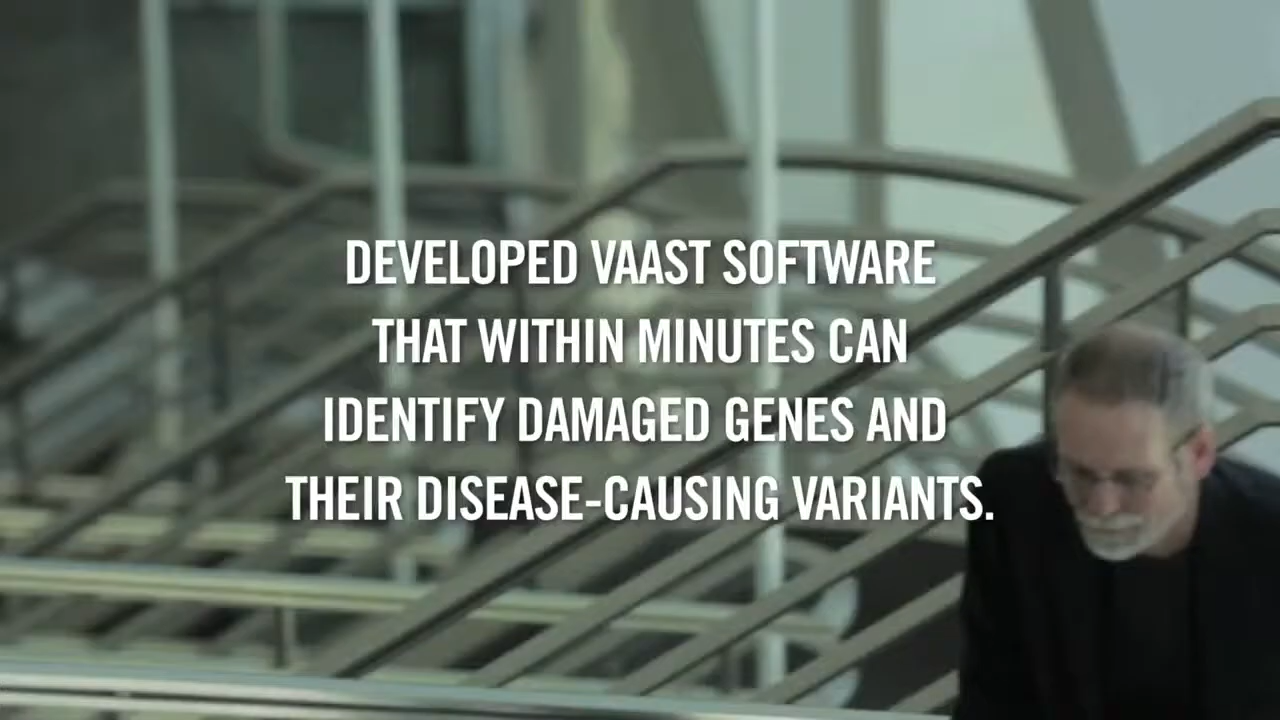 DEVELOPED VAAST SOFTWARE
THAT WITHIN MINUTES CAN
IDENTIFY DAMAGED GENES AND
THEIR DISEASE-CAUSING VARIANTS.